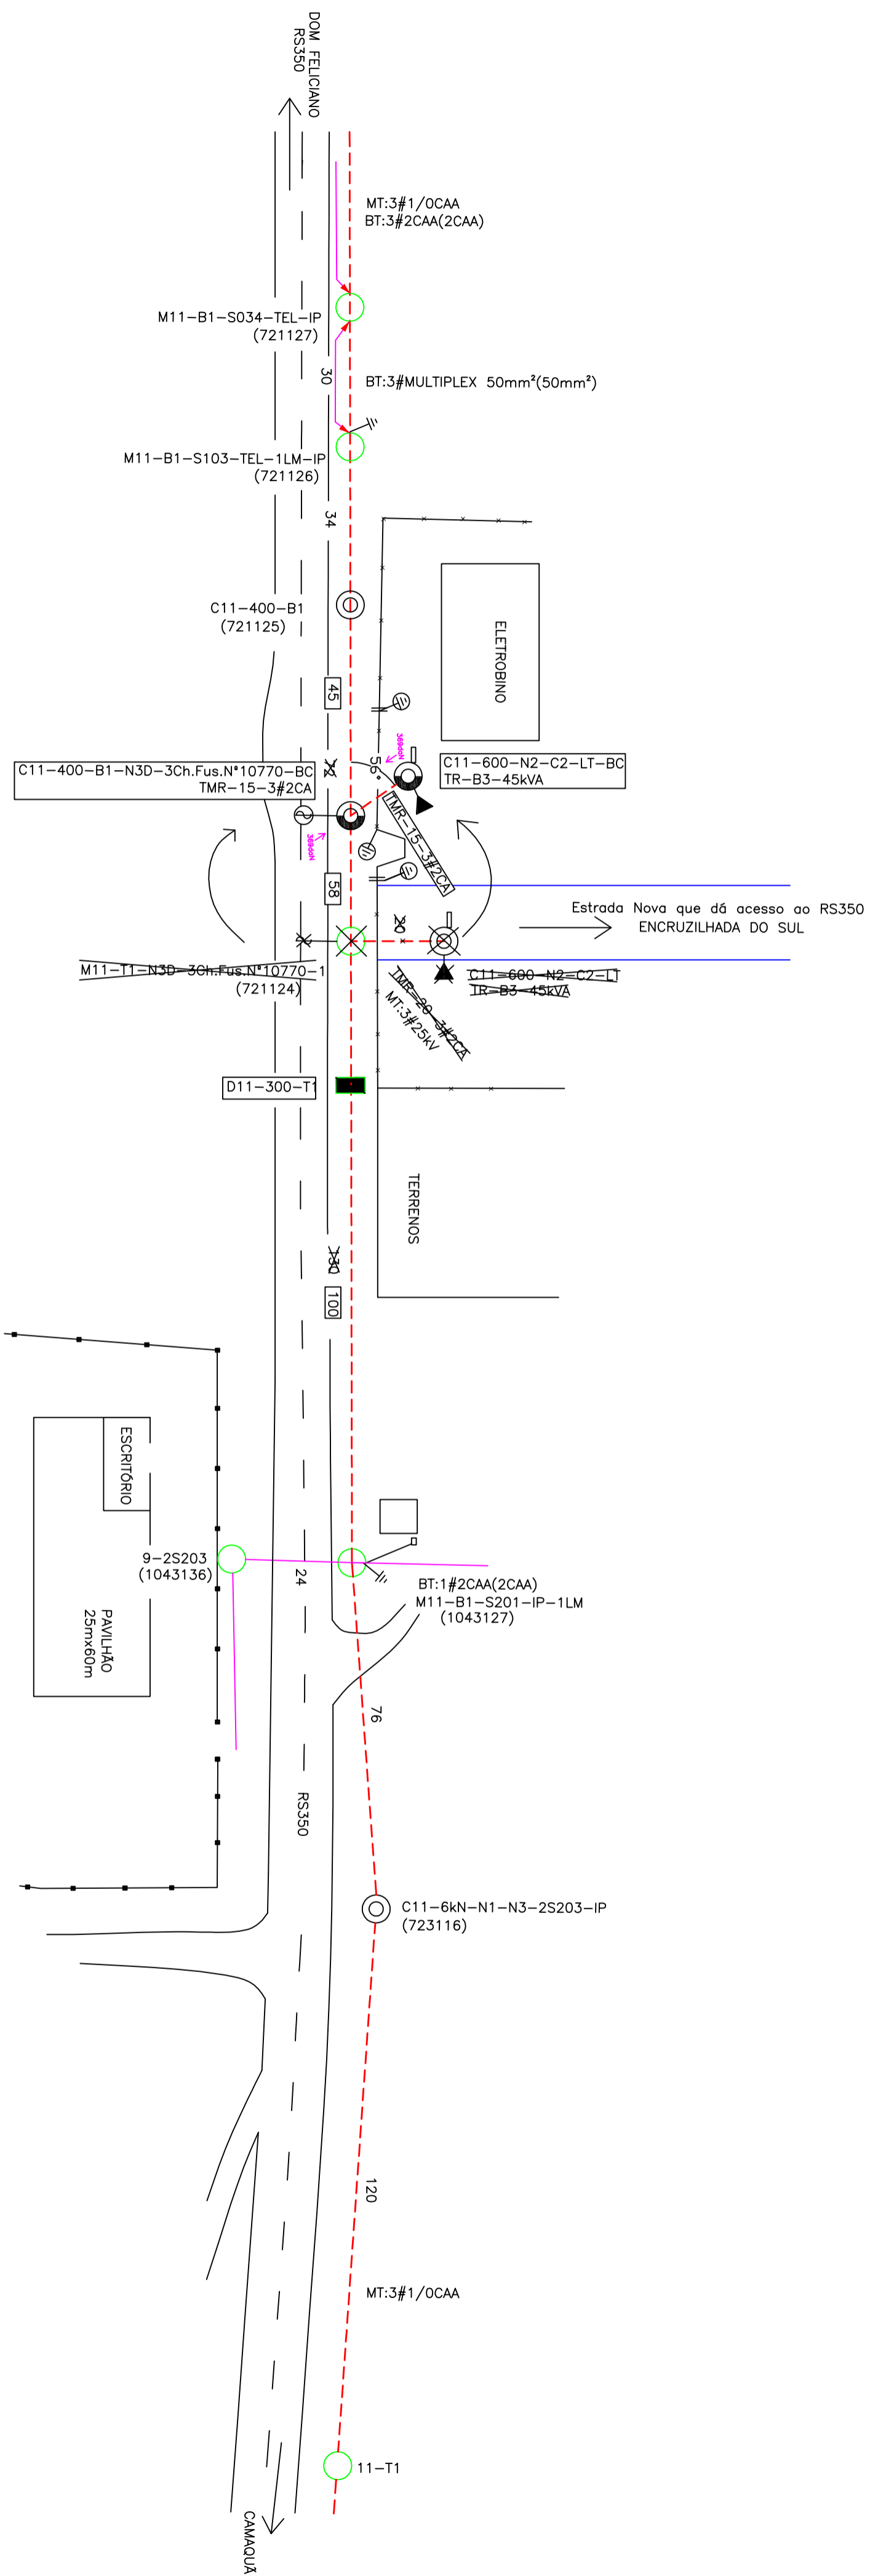 DOM FELICIANO
RS350
MT:3#1/0CAA
BT:3#2CAA(2CAA)
M11-B1-S034-TEL-IP
(721127)
30
BT:3#MULTIPLEX 50mm²(50mm²)
M11-B1-S103-TEL-1LM-IP
(721126)
34
C11-400-B1
(721125)
ELETROBINO
45
C11-400-B1-N3D-3Ch.Fus.N°10770-BC
TMR-15-3#2CA
72
56°
369daN
C11-600-N2-C2-LT-BC
TR-B3-45kVA
TMR-15-3#2CA
369daN
58
20
Estrada Nova que dá acesso ao RS350
ENCRUZILHADA DO SUL
M11-T1-N3D-3Ch.Fus.N°10770-1
(721124)
C11-600-N2-C2-LT
TR-B3-45kVA
TMR-20-3#2CA
MT:3#25kV
D11-300-T1
TERRENOS
130
100
ESCRITÓRIO
9-2S203
(1043136)
24
BT:1#2CAA(2CAA)
M11-B1-S201-IP-1LM
(1043127)
PAVILHÃO
25mx60m
76
RS350
C11-6kN-N1-N3-2S203-IP
(723116)
120
MT:3#1/0CAA
11-T1
CAMAQUÃ